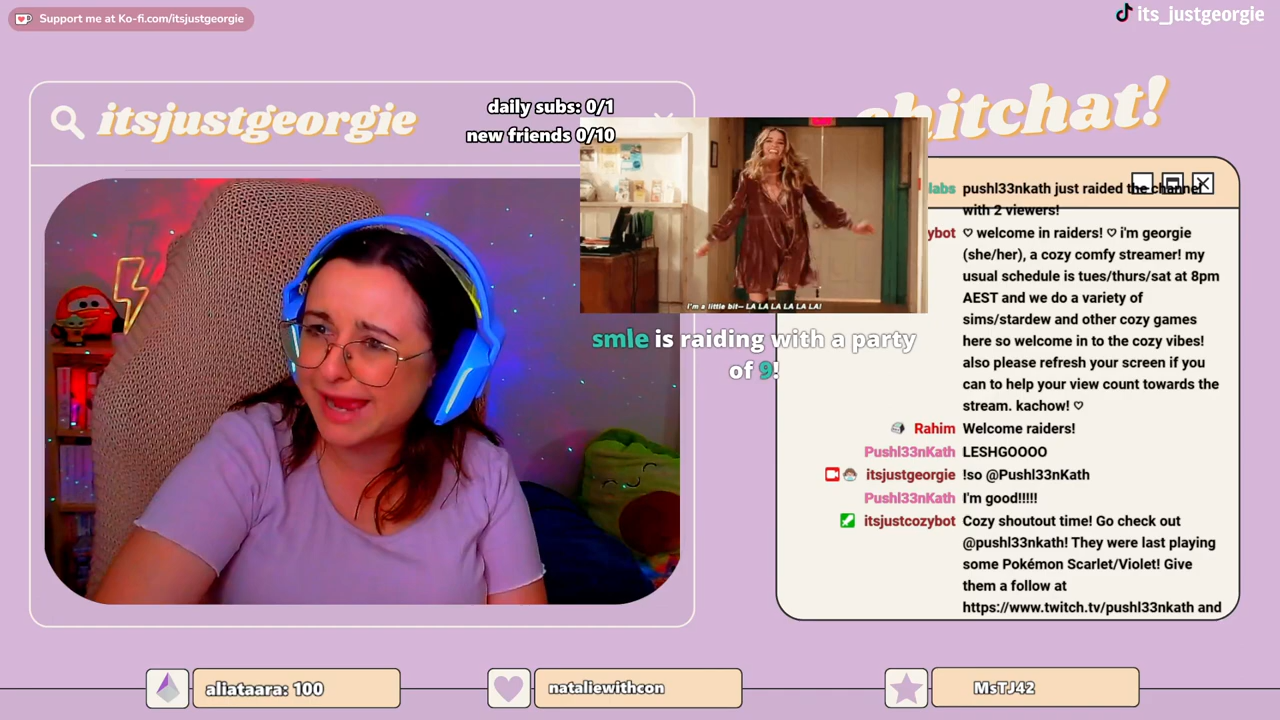 Support me at Ko-fi.com/itsjustgeorgie
its_justgeorgie
itsjustgeorgie
daily subs: 0/1
new friends 0/10
chitchat!
I'm a little bit— LA LA LA LA LA LA!
smle is raiding with a party
of 9!
labs pushl33nkath just raided the channel
with 2 viewers!
ybot ♡ welcome in raiders! ♡ i'm georgie
(she/her), a cozy comfy streamer! my
usual schedule is tues/thurs/sat at 8pm
AEST and we do a variety of
sims/stardew and other cozy games
here so welcome in to the cozy vibes!
also please refresh your screen if you
can to help your view count towards the
stream. kachow! ♡
Rahim Welcome raiders!
Pushl33nKath LESHGOOOO
itsjustgeorgie !so @Pushl33nKath
Pushl33nKath I'm good!!!!!
itsjustcozybot Cozy shoutout time! Go check out
@pushl33nkath! They were last playing
some Pokémon Scarlet/Violet! Give
them a follow at
https://www.twitch.tv/pushl33nkath and
aliataara: 100
nataliewithcon
MsTJ42